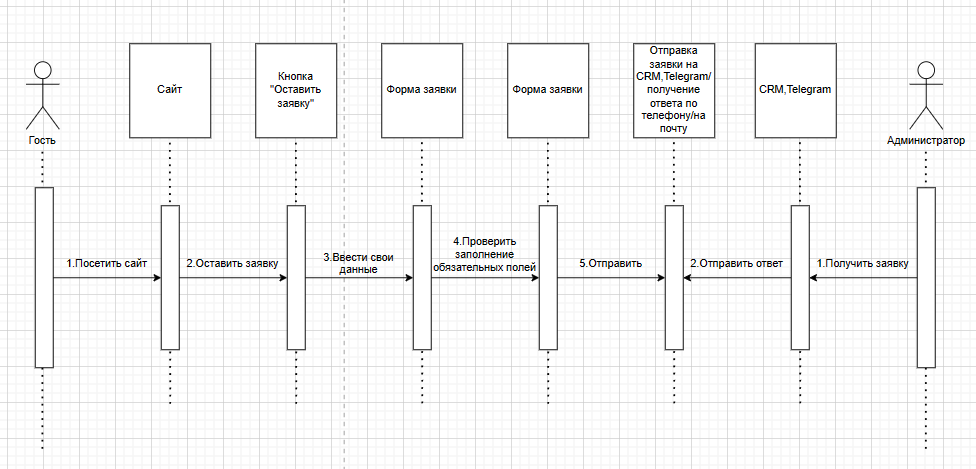 Гость
Сайт
Кнопка
"Оставить
заявку"
Форма заявки
Форма заявки
Отправка
заявки на
CRM,Telegram/
получение
ответа по
телефону/на
почту
CRM,Telegram
Администратор
1.Посетить сайт
2.Оставить заявку
3.Ввести свои
данные
4.Проверить
заполнение
обязательных полей
5.Отправить
2.Отправить ответ
1.Получить заявку